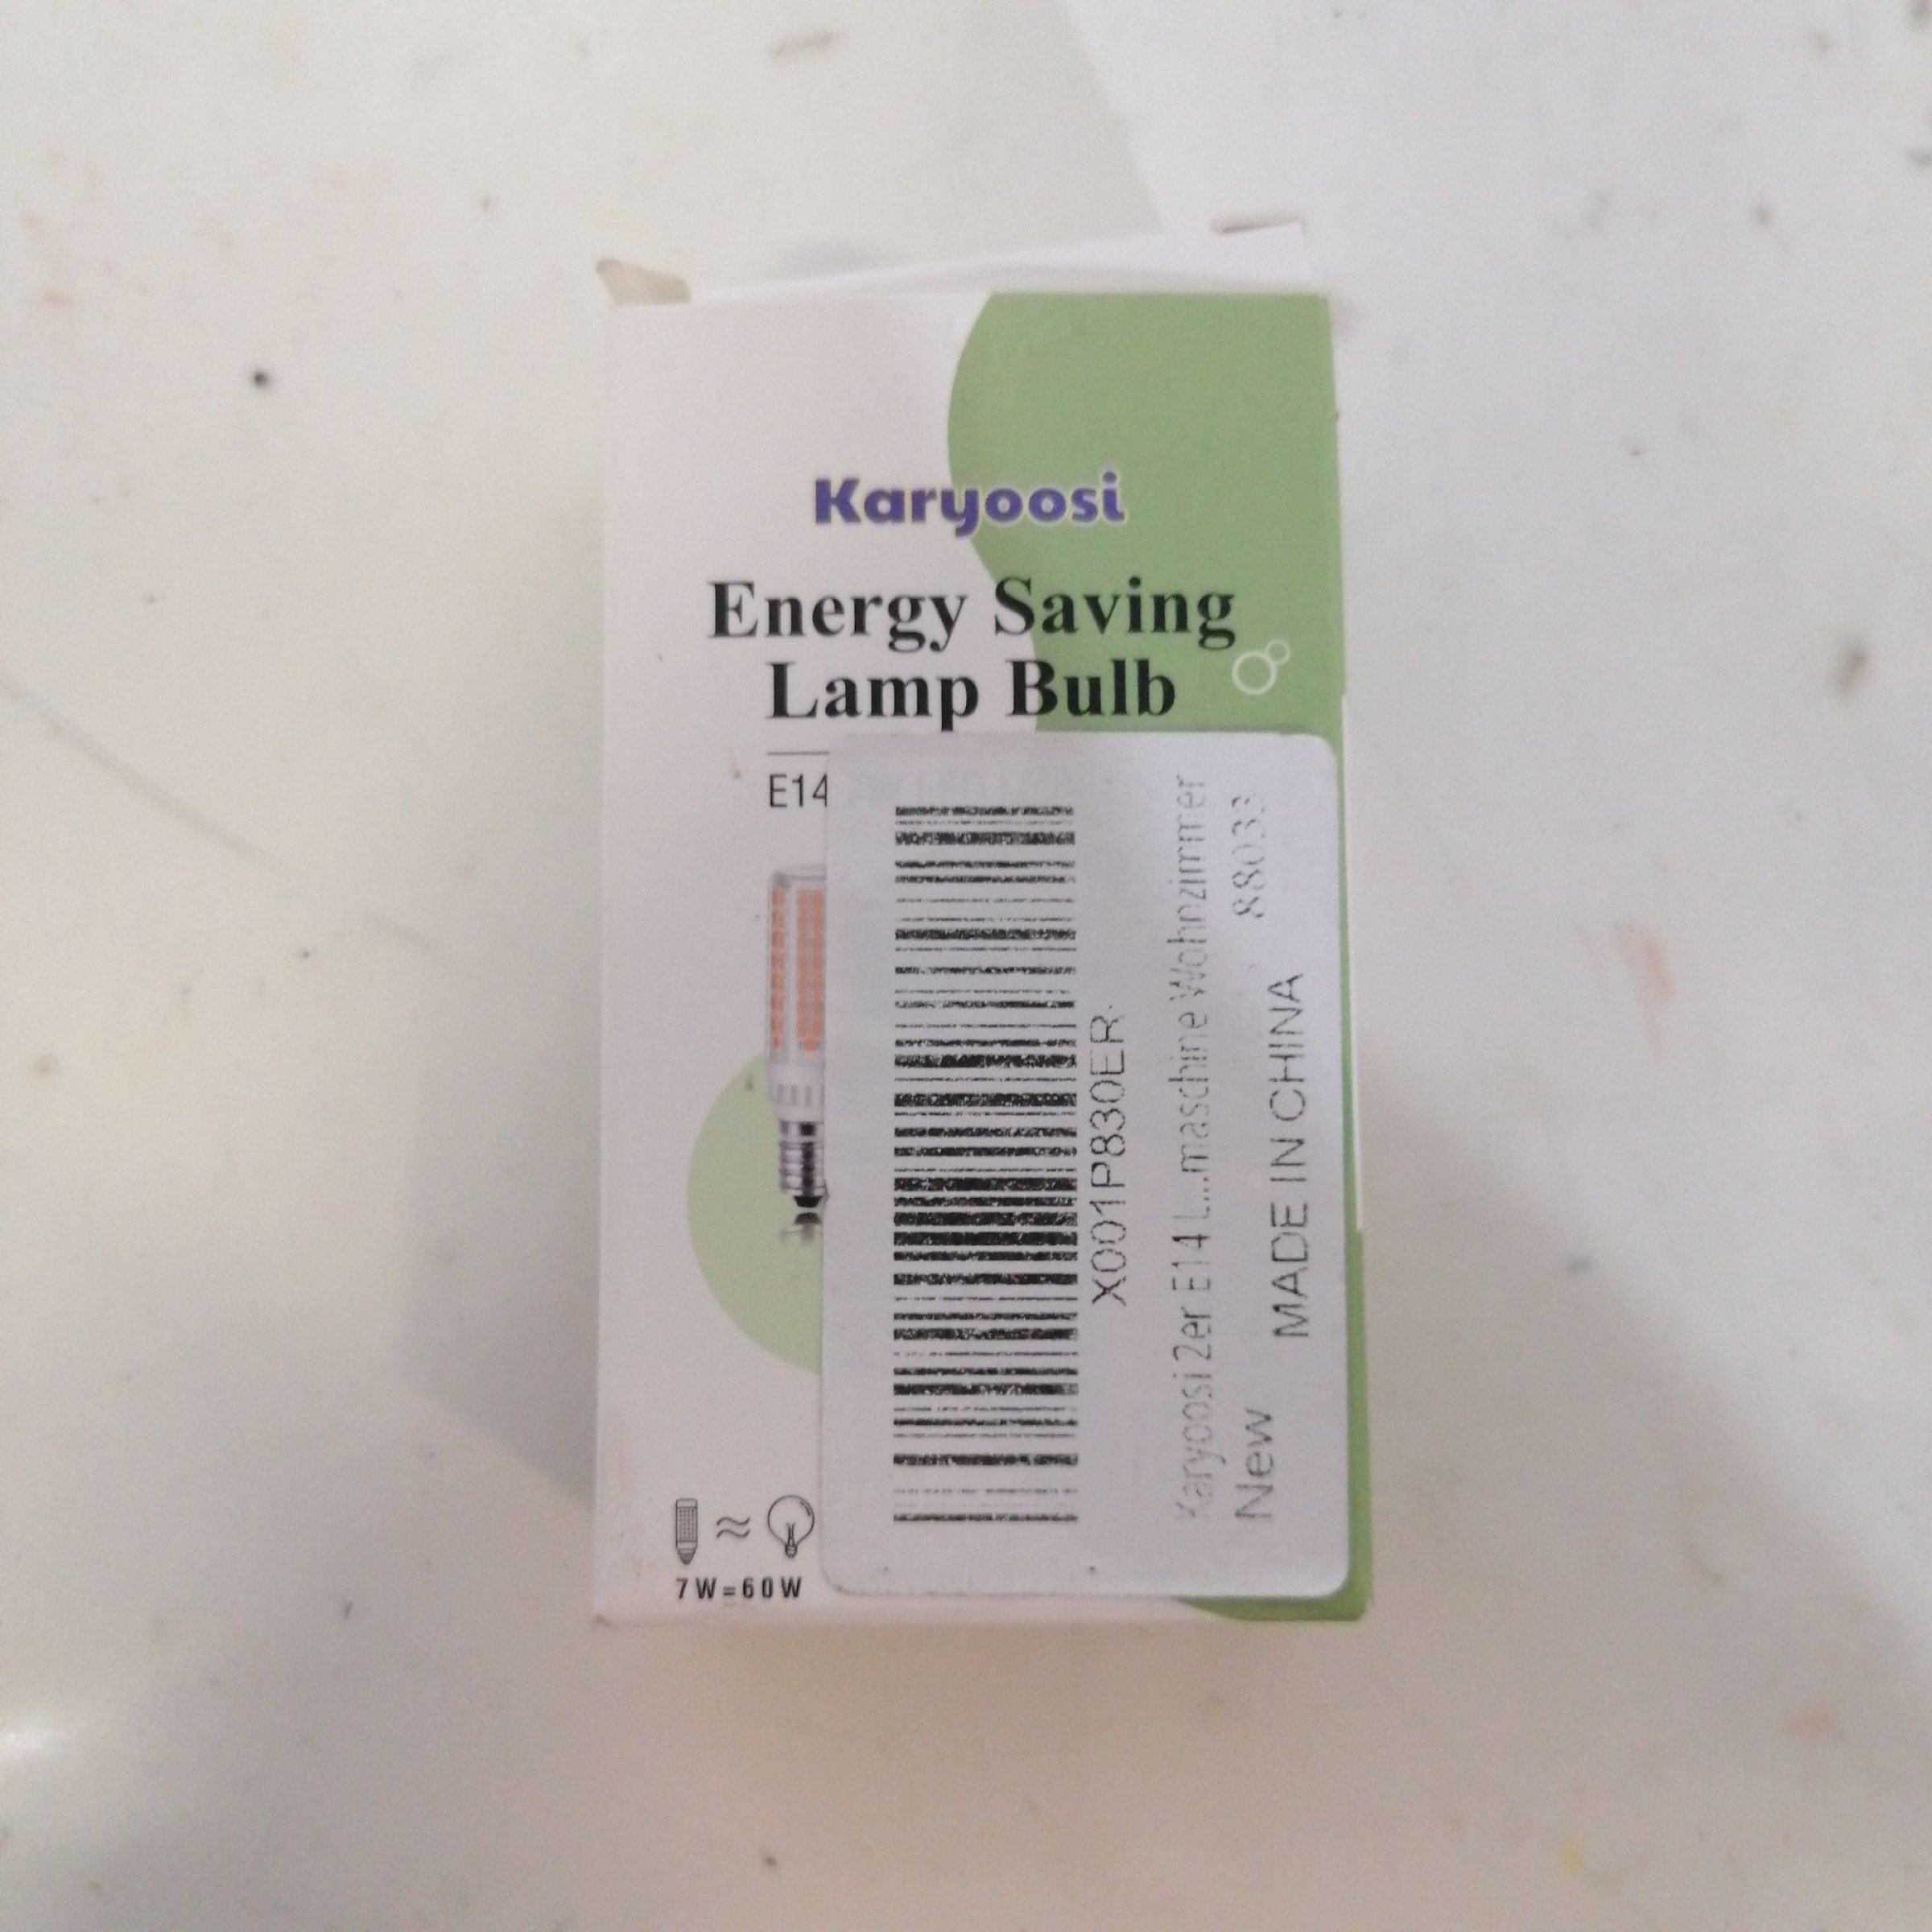 Karyoosi
Energy Saving
Lamp Bulb
E14
7W=60W
X001P830ER
Karyoosi 2er E14 L...maschine Wohnzimmer
New 88033
MADE IN CHINA